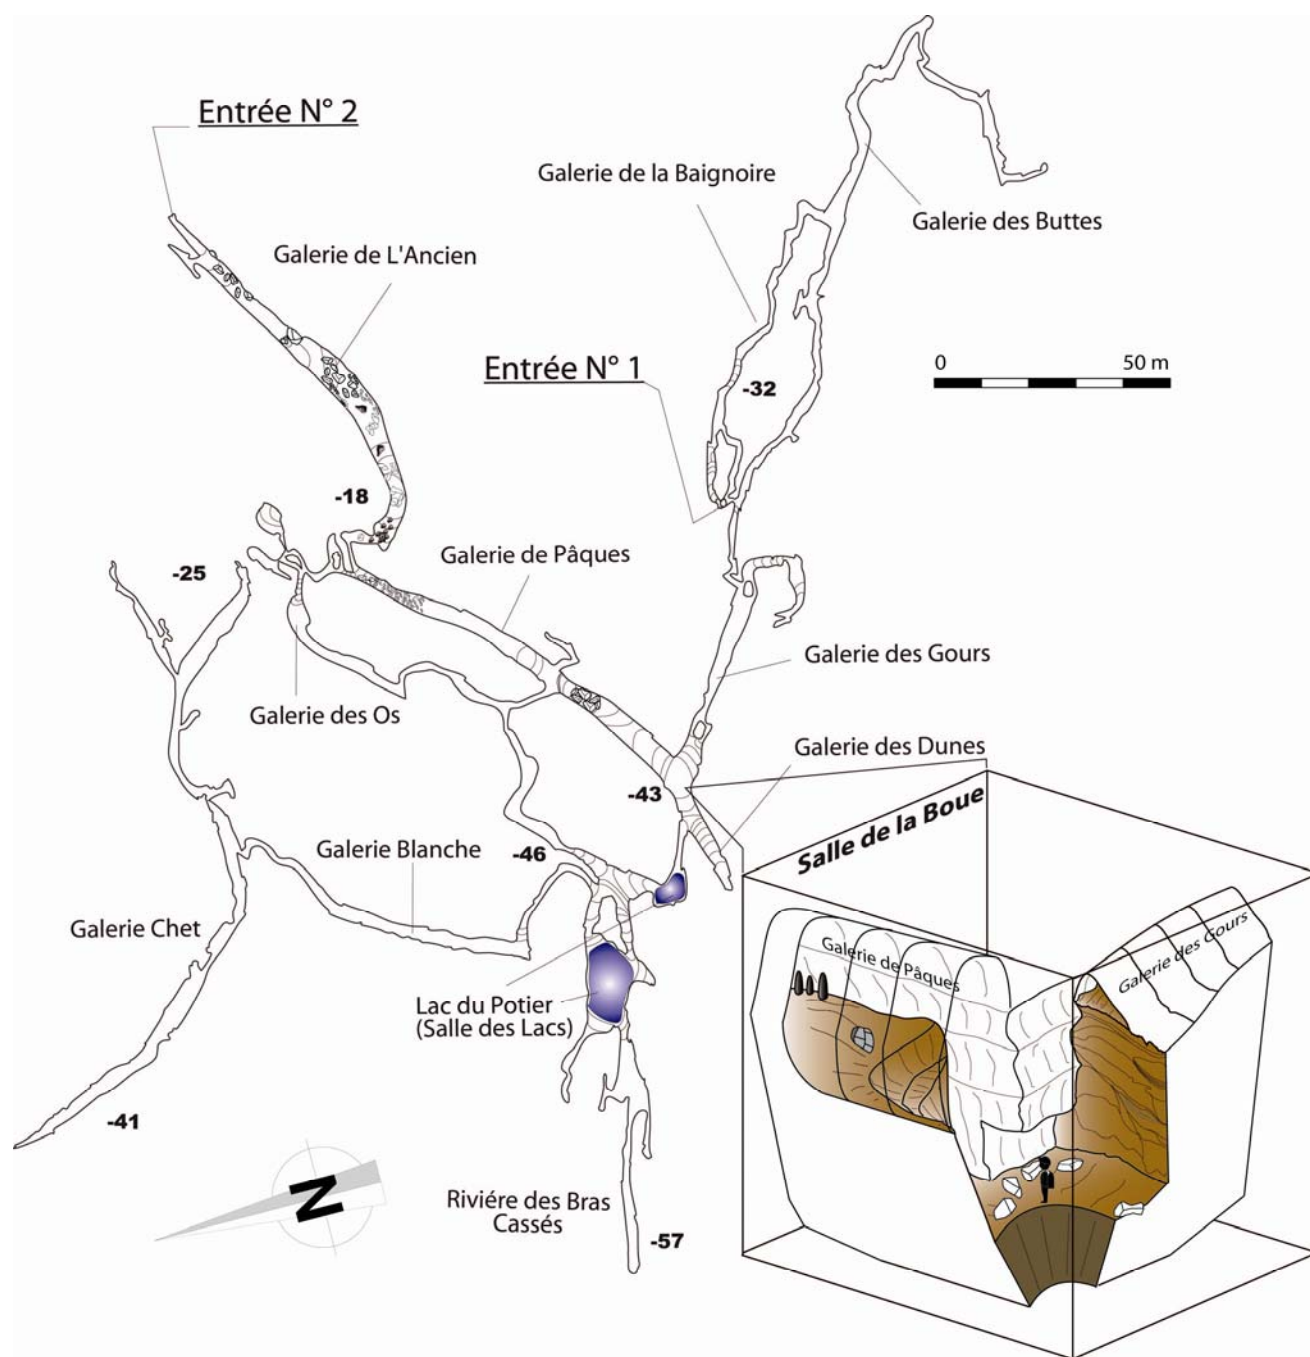 Entrée N° 2
Galerie de la Baignoire
Galerie des Buttes
Galerie de L'Ancien
Entrée N° 1
0 50 m
-32
-18
Galerie de Pâques
-25
Galerie des Gours
Galerie des Os
Galerie des Dunes
-43
Salle de la Boue
-46
Galerie Blanche
Galerie Chet
Galerie de Pâques
Galerie des Gours
Lac du Potier
(Salle des Lacs)
-41
N
Riviére des Bras
Cassés
-57